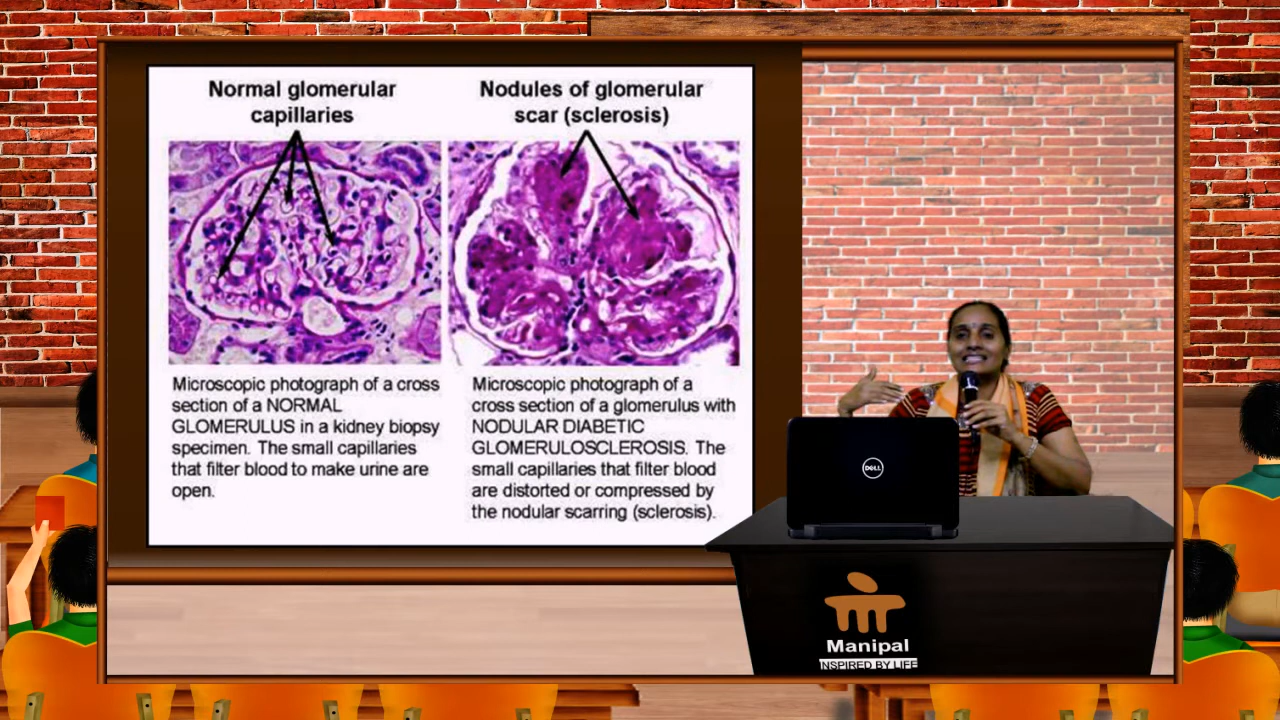 Normal glomerular
capillaries
Nodules of glomerular
scar (sclerosis)
Microscopic photograph of a cross
section of a NORMAL
GLOMERULUS in a kidney biopsy
specimen. The small capillaries
that filter blood to make urine are
open.
Microscopic photograph of a
cross section of a glomerulus with
NODULAR DIABETIC
GLOMERULOSCLEROSIS. The
small capillaries that filter blood
are distorted or compressed by
the nodular scarring (sclerosis).
DELL
Manipal
INSPIRED BY LIFE